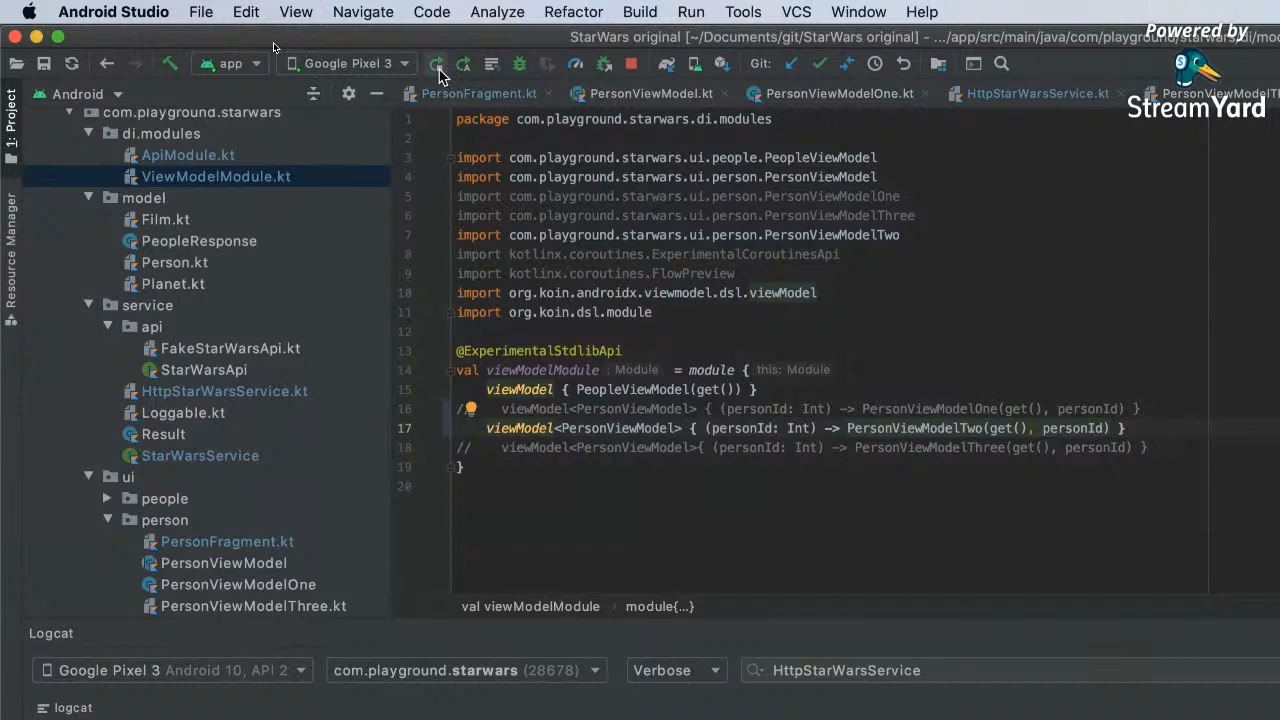 Android Studio File Edit View Navigate Code Analyze Refactor Build Run Tools VCS Window Help
StarWars original [~/Documents/git/StarWars original] - .../app/src/main/java/com/playground/starwars/di/mod
Powered by
StreamYard
app Google Pixel 3 Git:
1: Project
Resource Manager
Android
PersonFragment.kt PersonViewModel.kt PersonViewModelOne.kt HttpStarWarsService.kt PersonViewModelTh
com.playground.starwars
di.modules
ApiModule.kt
ViewModelModule.kt
model
Film.kt
PeopleResponse
Person.kt
Planet.kt
service
api
FakeStarWarsApi.kt
StarWarsApi
HttpStarWarsService.kt
Loggable.kt
Result
StarWarsService
ui
people
person
PersonFragment.kt
PersonViewModel
PersonViewModelOne
PersonViewModelThree.kt
1 package com.playground.starwars.di.modules
2
3 import com.playground.starwars.ui.people.PeopleViewModel
4 import com.playground.starwars.ui.person.PersonViewModel
5 import com.playground.starwars.ui.person.PersonViewModelOne
6 import com.playground.starwars.ui.person.PersonViewModelThree
7 import com.playground.starwars.ui.person.PersonViewModelTwo
8 import kotlinx.coroutines.ExperimentalCoroutinesApi
9 import kotlinx.coroutines.FlowPreview
10 import org.koin.androidx.viewmodel.dsl.viewModel
11 import org.koin.dsl.module
12
13 @ExperimentalStdlibApi
14 val viewModelModule : Module = module { this: Module
15 viewModel { PeopleViewModel(get()) }
16 // viewModel<PersonViewModel> { (personId: Int) -> PersonViewModelOne(get(), personId) }
17 viewModel<PersonViewModel> { (personId: Int) -> PersonViewModelTwo(get(), personId) }
18 // viewModel<PersonViewModel>{ (personId: Int) -> PersonViewModelThree(get(), personId) }
19 }
20
val viewModelModule › module{...}
Logcat
Google Pixel 3 Android 10, API 2 com.playground.starwars (28678) Verbose HttpStarWarsService
logcat